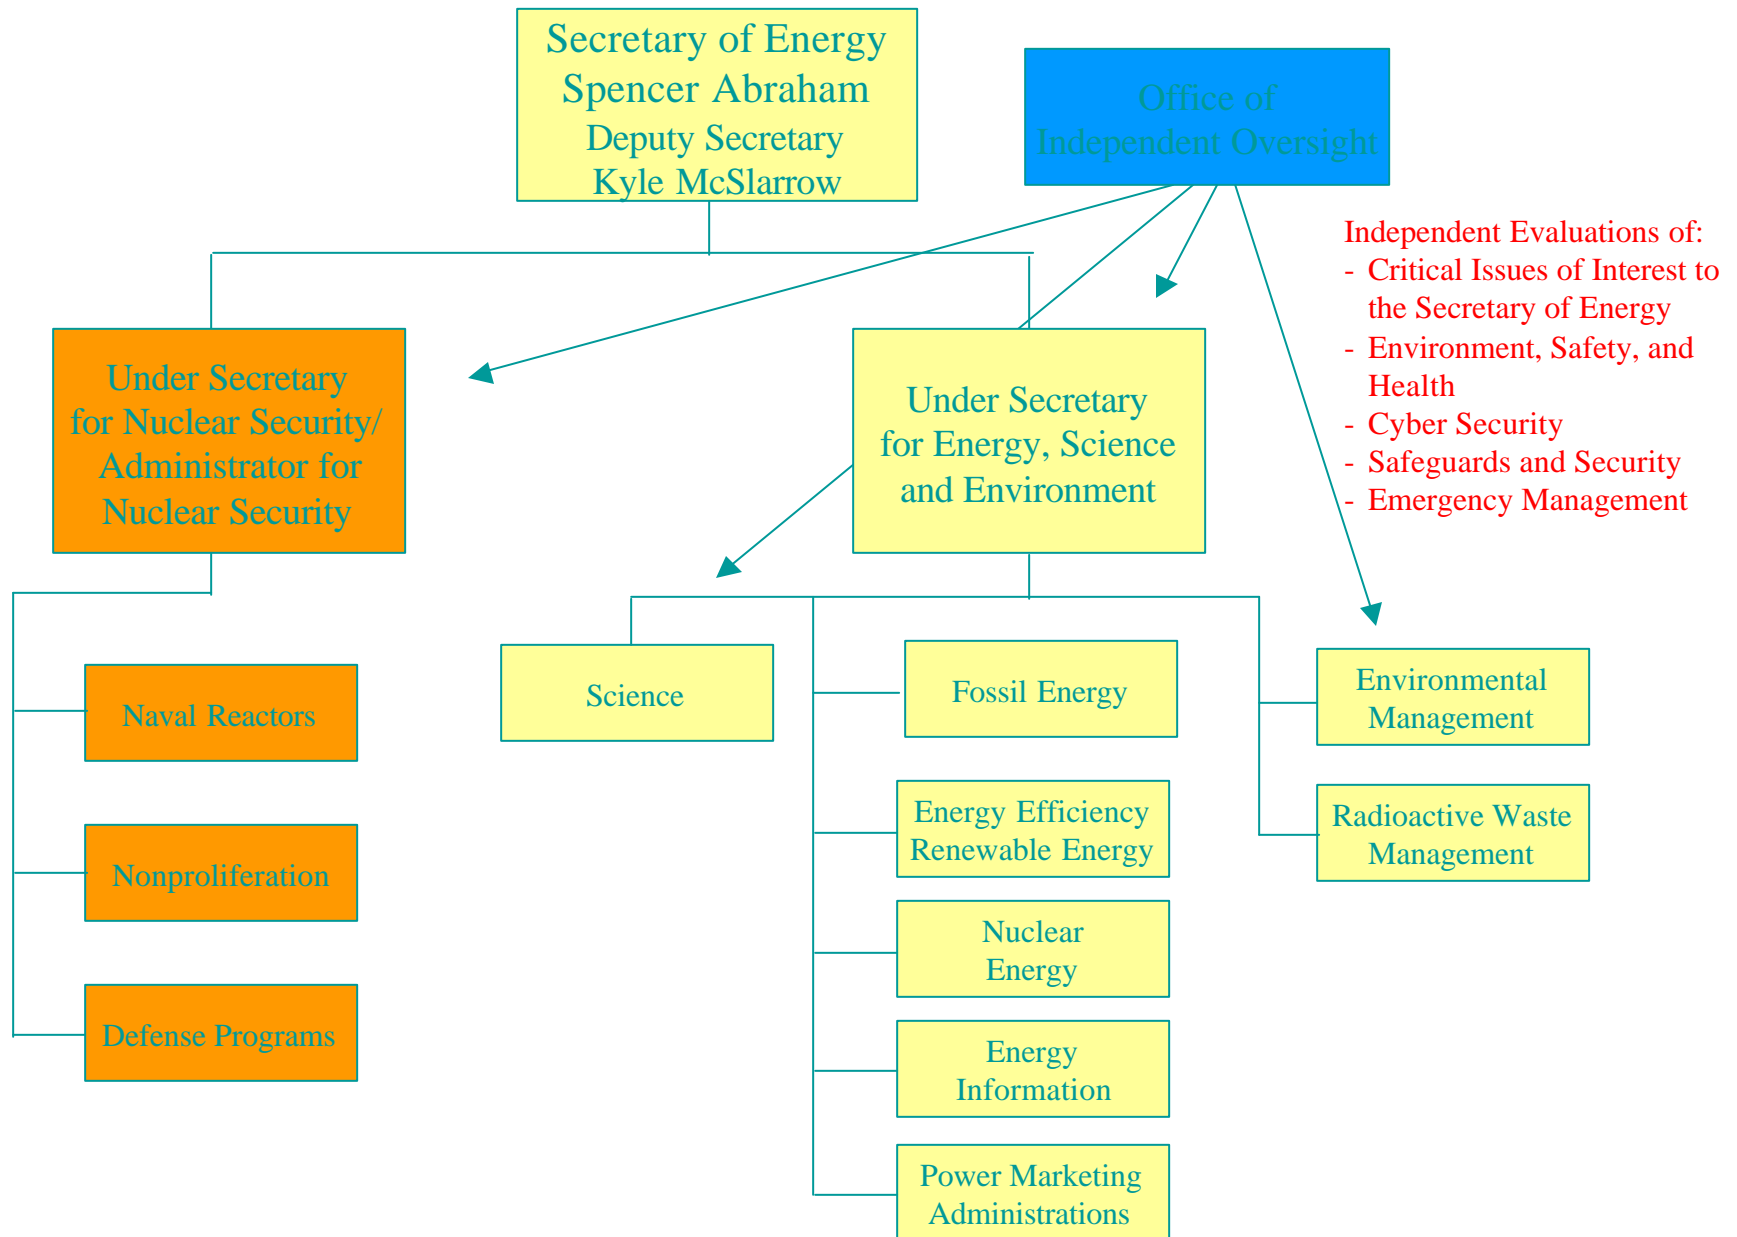 Secretary of Energy
Spencer Abraham
Deputy Secretary
Kyle McSlarrow
Office of
Independent Oversight
Independent Evaluations of:
- Critical Issues of Interest to
the Secretary of Energy
- Environment, Safety, and
Health
- Cyber Security
- Safeguards and Security
- Emergency Management
Under Secretary
for Nuclear Security/
Administrator for
Nuclear Security
Under Secretary
for Energy, Science
and Environment
Naval Reactors
Nonproliferation
Defense Programs
Science
Fossil Energy
Energy Efficiency
Renewable Energy
Nuclear
Energy
Energy
Information
Power Marketing
Administrations
Environmental
Management
Radioactive Waste
Management